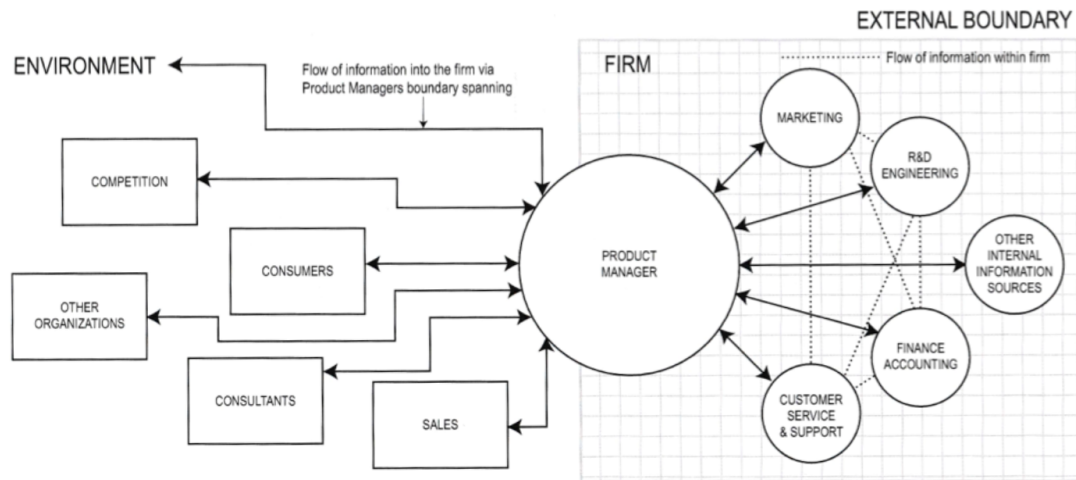 EXTERNAL BOUNDARY
ENVIRONMENT
Flow of information into the firm via
Product Managers boundary spanning
FIRM
Flow of information within firm
MARKETING
R&D
ENGINEERING
COMPETITION
CONSUMERS
PRODUCT
MANAGER
OTHER
INTERNAL
INFORMATION
SOURCES
OTHER
ORGANIZATIONS
FINANCE
ACCOUNTING
CONSULTANTS
SALES
CUSTOMER
SERVICE
& SUPPORT